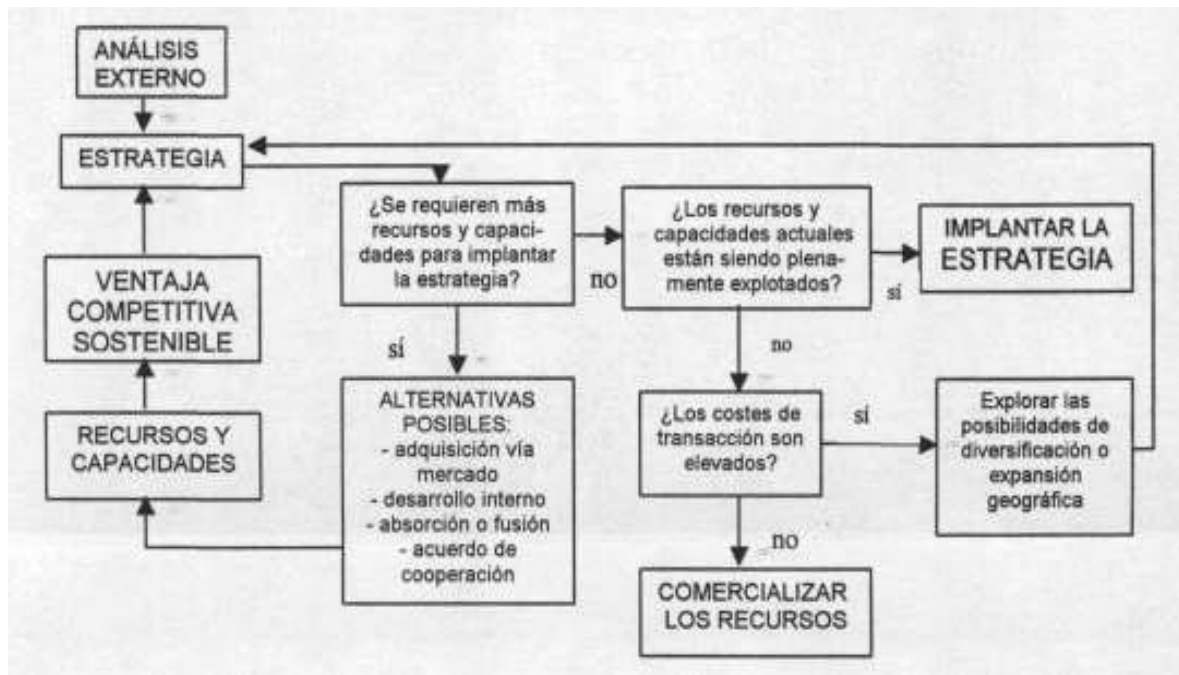 ANÁLISIS
EXTERNO
ESTRATEGIA
VENTAJA
COMPETITIVA
SOSTENIBLE
RECURSOS Y
CAPACIDADES
¿Se requieren más
recursos y capaci-
dades para implantar
la estrategia?
no
sí
ALTERNATIVAS
POSIBLES:
- adquisición vía
mercado
- desarrollo interno
- absorción o fusión
- acuerdo de
cooperación
¿Los recursos y
capacidades actuales
están siendo plena-
mente explotados?
sí
no
IMPLANTAR LA
ESTRATEGIA
¿Los costes de
transacción son
elevados?
sí
no
Explorar las
posibilidades de
diversificación o
expansión
geográfica
COMERCIALIZAR
LOS RECURSOS